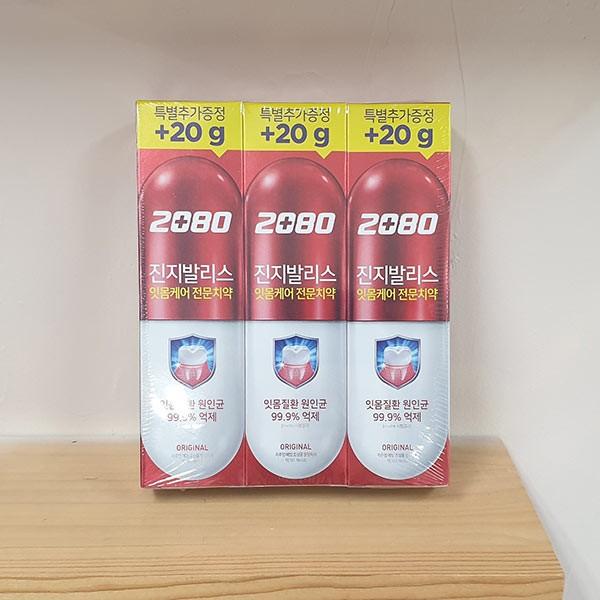 특별추가증정
+20 g
2080
진지발리스
잇몸케어 전문치약
잇몸질환 원인균
99.9% 억제
ORIGINAL
특별추가증정
+20 g
2080
진지발리스
잇몸케어 전문치약
잇몸질환 원인균
99.9% 억제
ORIGINAL
특별추가증정
+20 g
2080
진지발리스
잇몸케어 전문치약
잇몸질환 원인균
99.9% 억제
ORIGINAL